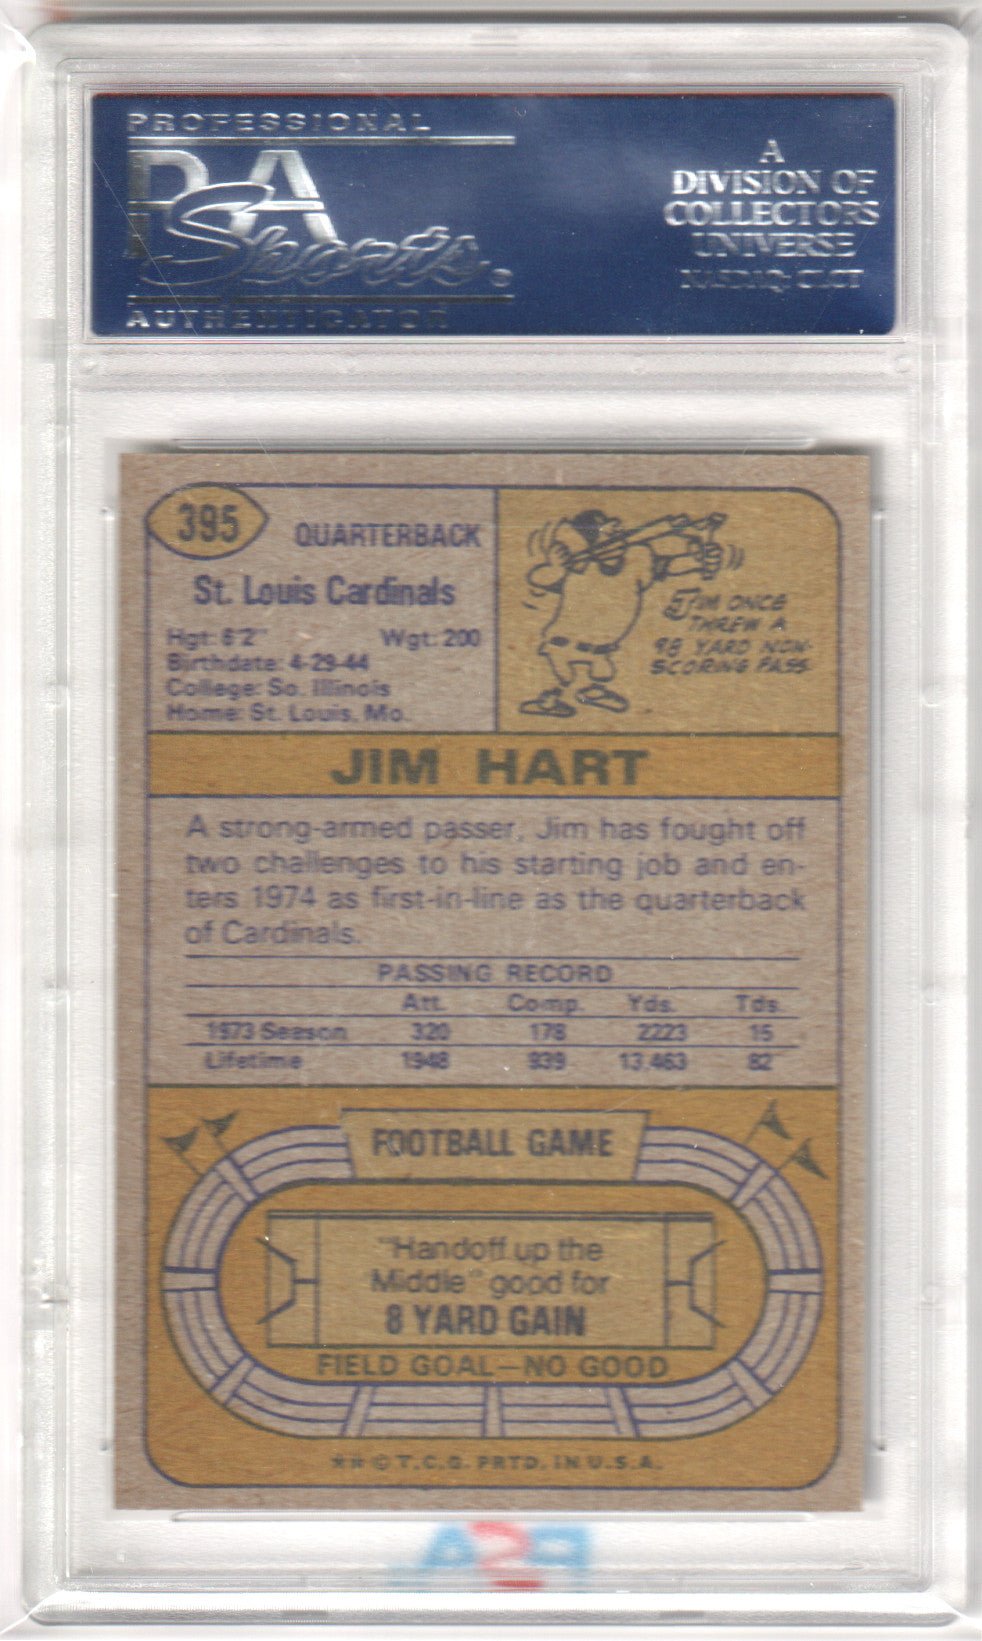 PROFESSIONAL
PSA
Sports
AUTHENTICATOR
A
DIVISION OF
COLLECTORS
UNIVERSE
NASDAQ: CLCT
395
QUARTERBACK
St. Louis Cardinals
Hgt: 6'2" Wgt: 200
Birthdate: 4-29-44
College: So. Illinois
Home: St. Louis, Mo.
JIM ONCE
THREW A
98 YARD NON-
SCORING PASS
JIM HART
A strong-armed passer, Jim has fought off
two challenges to his starting job and en-
ters 1974 as first-in-line as the quarterback
of Cardinals.
PASSING RECORD
Att. Comp. Yds. Tds.
1973 Season 320 178 2223 15
Lifetime 1948 939 13,463 82
FOOTBALL GAME
"Handoff up the
Middle" good for
8 YARD GAIN
FIELD GOAL—NO GOOD
** © T.C.G. PRTD. IN U.S.A.
PSA